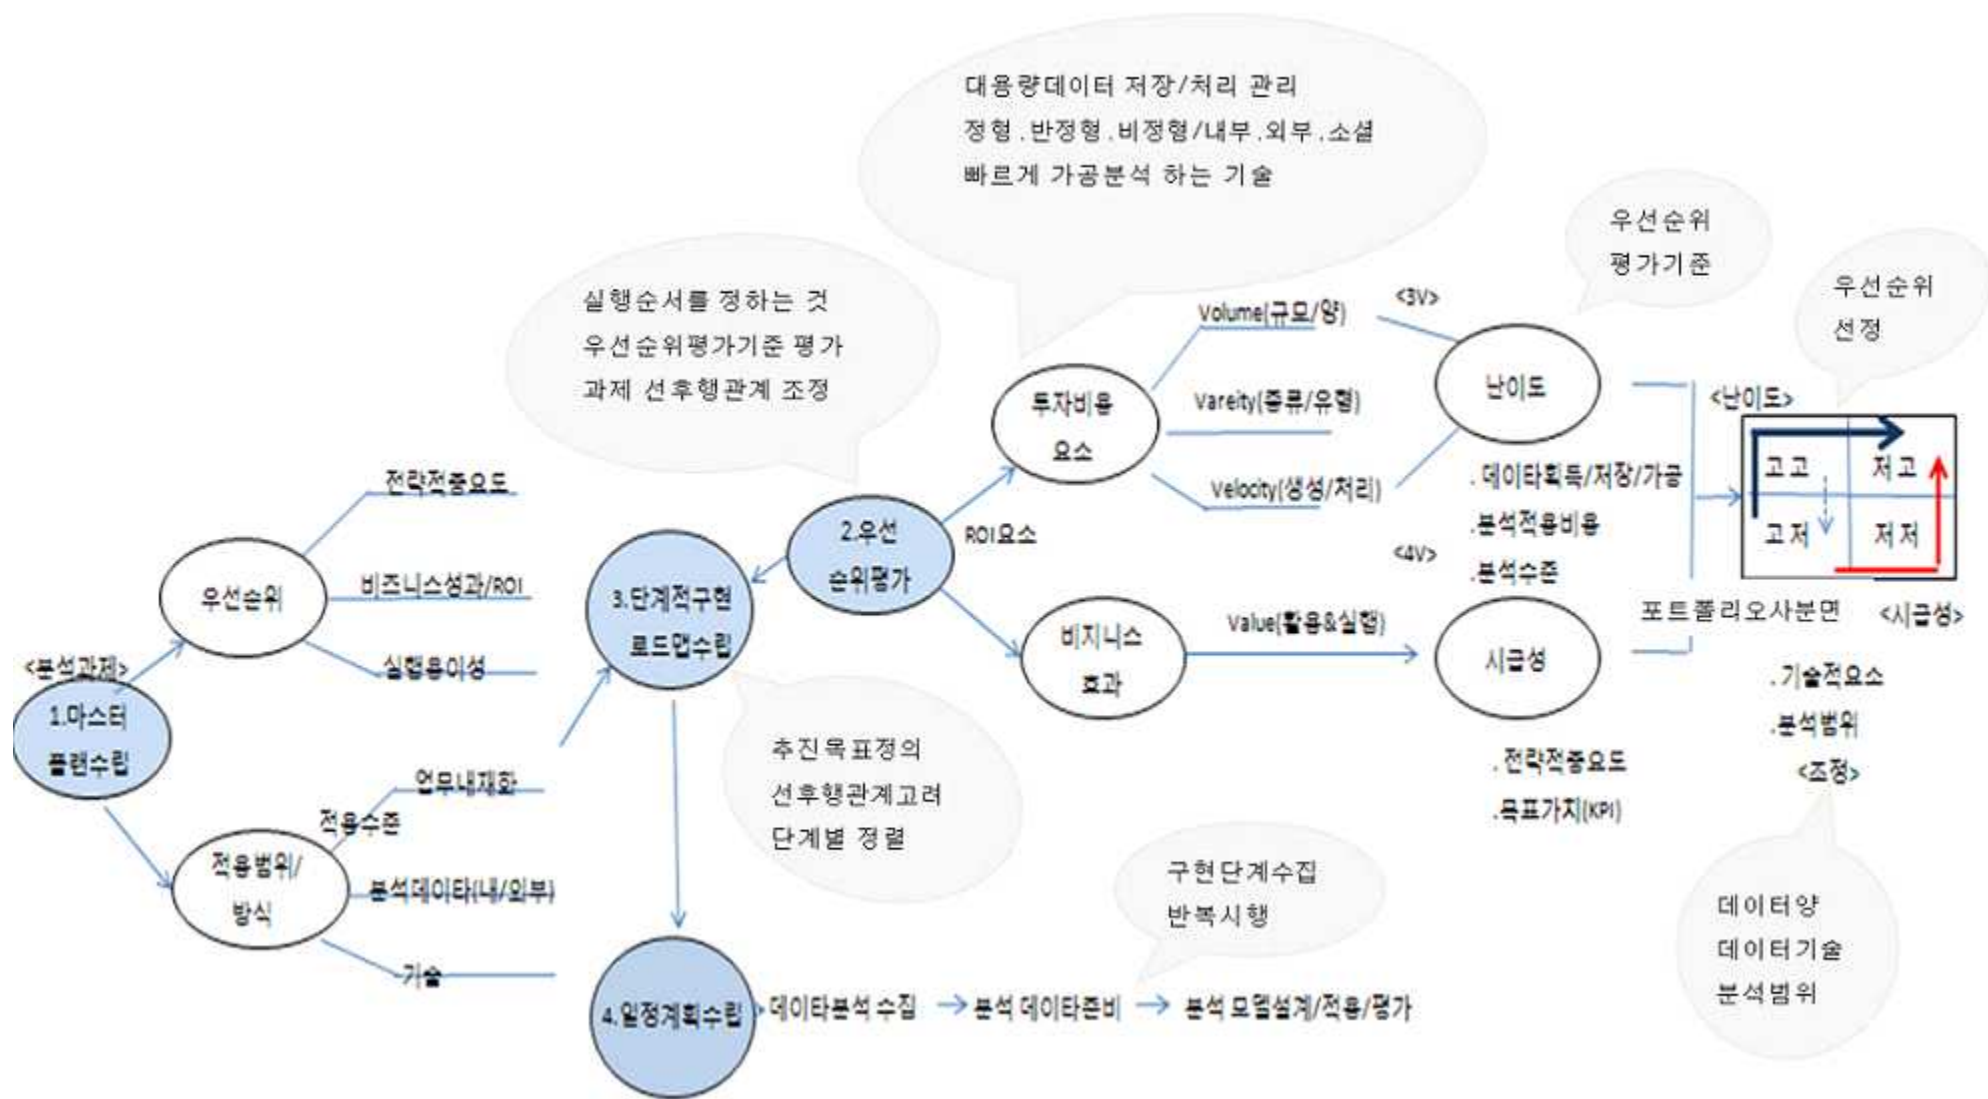 대용량데이터 저장/처리 관리
정형.반정형.비정형/내부.외부.소셜
빠르게 가공분석 하는 기술
우선순위
평가기준
우선순위
선정
실행순서를 정하는 것
우선순위평가기준 평가
과제 선후행관계 조정
Volume(규모/양)
<3V>
Vareity(종류/유형)
Velocity(생성/처리)
투자비용
요소
난이도
<난이도>
고고
저고
고저
저저
.데이타획득/저장/가공
.분석적용비용
.분석수준
<4V>
포트폴리오사분면
<시급성>
전략적중요도
비즈니스성과/ROI
실행용이성
우선순위
<분석과제>
1.마스터
플랜수립
3.단계적구현
로드맵수립
2.우선
순위평가
ROI요소
비지니스
효과
Value(활용&실행)
시급성
.전략적중요도
.목표가치(KPI)
.기술적요소
.분석범위
<조정>
추진목표정의
선후행관계고려
단계별 정렬
업무내재화
적용수준
적용범위/
방식
분석데이타(내/외부)
기술
구현단계수집
반복시행
데이터양
데이터기술
분석범위
4.일정계획수립
데이타분석 수집
분석 데이타준비
분석 모델설계/적용/평가